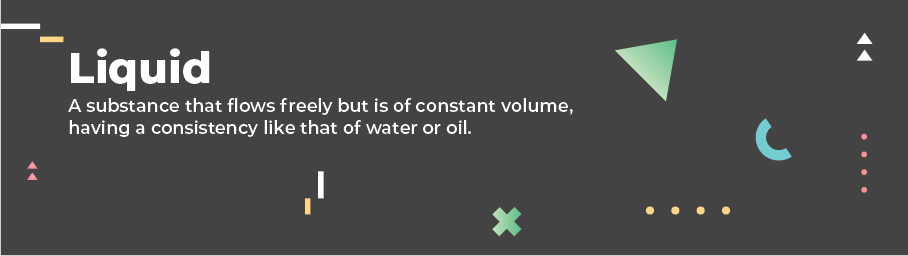 Liquid
A substance that flows freely but is of constant volume,
having a consistency like that of water or oil.